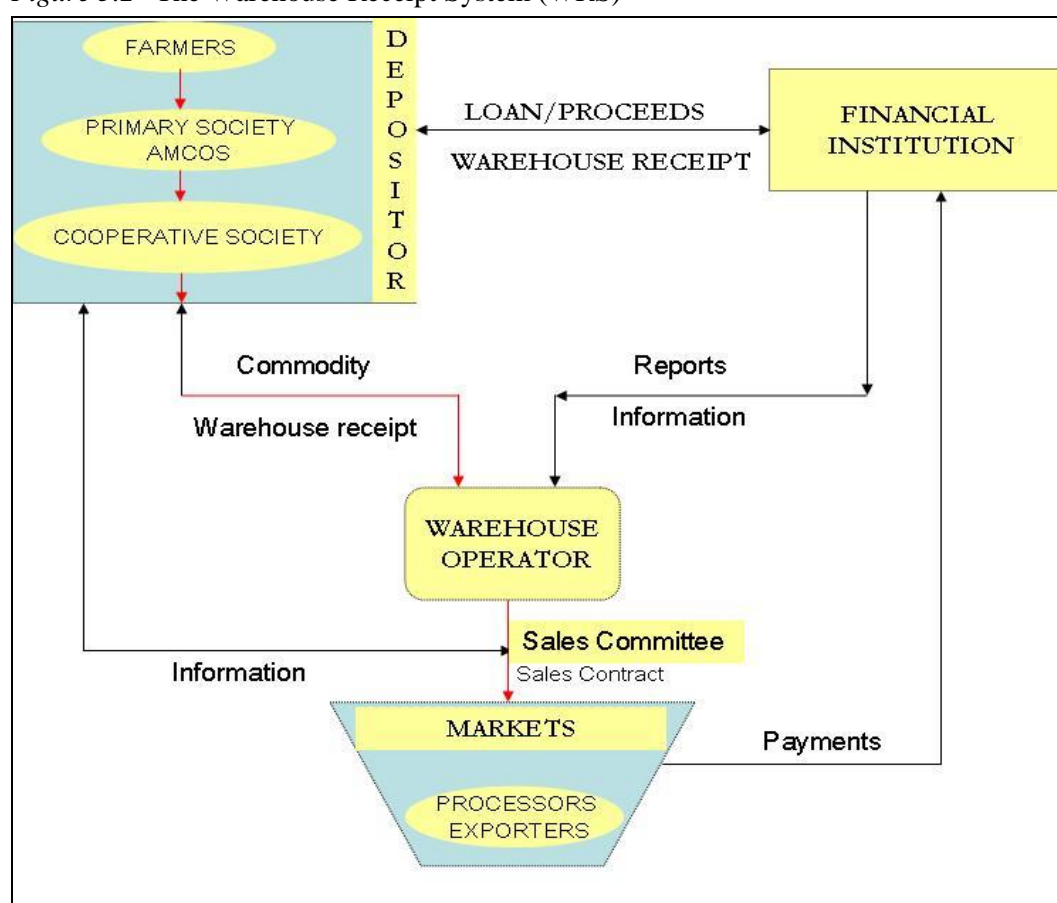 Figure 3.2 The Warehouse Receipt System (WRS)
FARMERS
PRIMARY SOCIETY
AMCOS
COOPERATIVE SOCIETY
DEPOSITOR
LOAN/PROCEEDS
WAREHOUSE RECEIPT
FINANCIAL
INSTITUTION
Commodity
Warehouse receipt
Reports
Information
WAREHOUSE
OPERATOR
Sales Committee
Sales Contract
Information
MARKETS
Payments
PROCESSORS
EXPORTERS